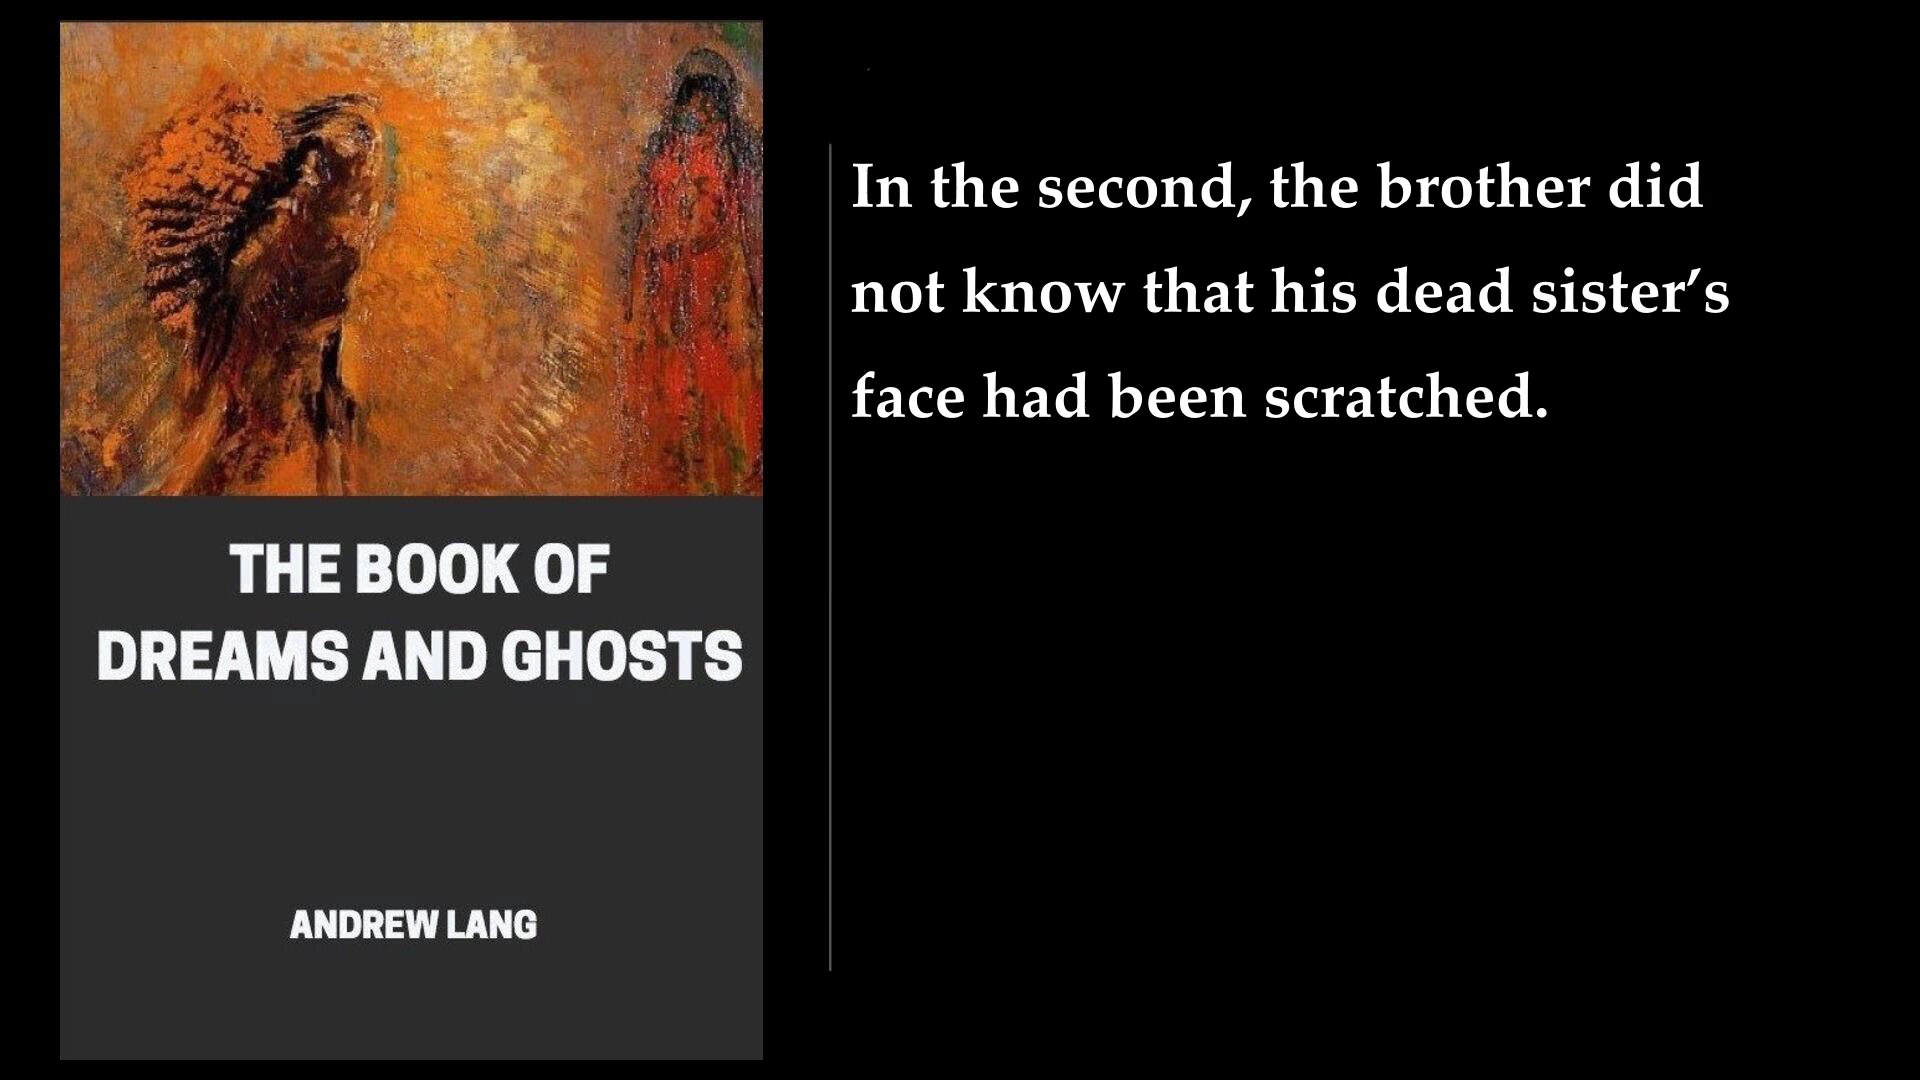 THE BOOK OF
DREAMS AND GHOSTS
ANDREW LANG
In the second, the brother did
not know that his dead sister’s
face had been scratched.